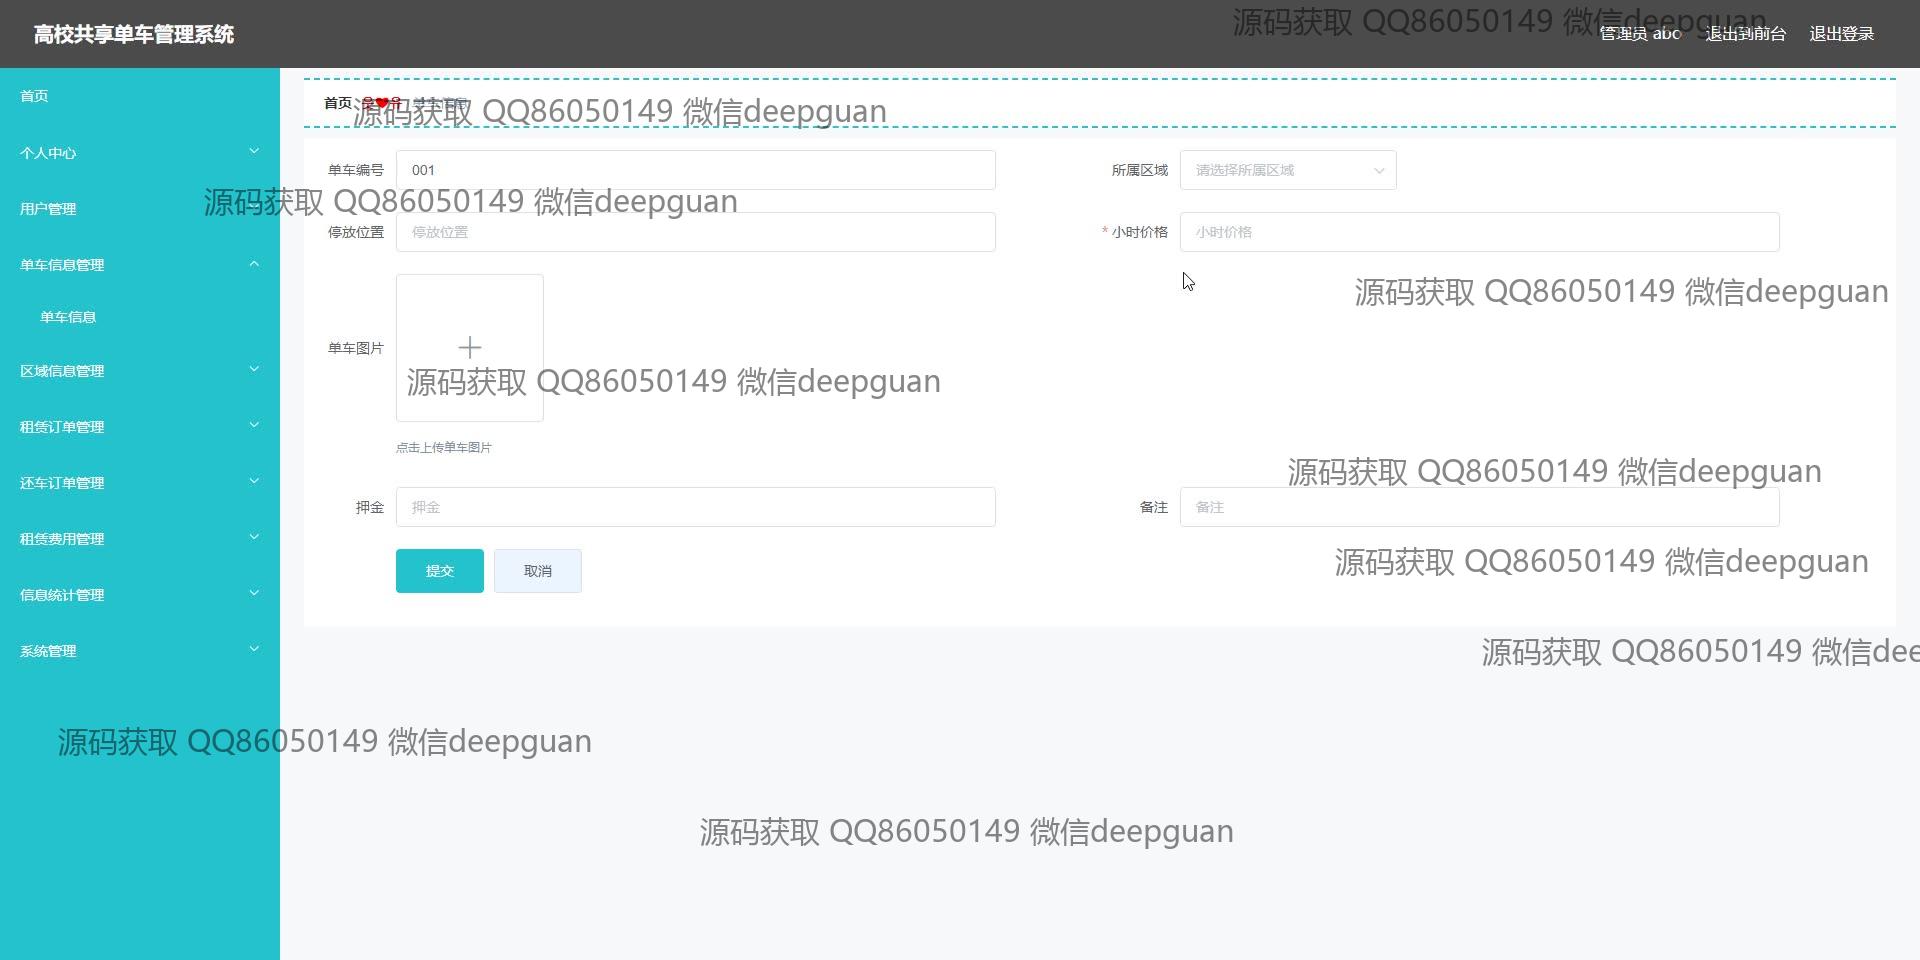 高校共享单车管理系统
源码获取 QQ86050149 微信deepguan
管理员 abo 退出到前台 退出登录
首页
个人中心
用户管理
单车信息管理
单车信息
区域信息管理
租赁订单管理
还车订单管理
租赁费用管理
信息统计管理
系统管理
首页 单车信息
源码获取 QQ86050149 微信deepguan
单车编号 001 所属区域 请选择所属区域
源码获取 QQ86050149 微信deepguan
停放位置 停放位置 * 小时价格 小时价格
源码获取 QQ86050149 微信deepguan
单车图片
源码获取 QQ86050149 微信deepguan
点击上传单车图片
源码获取 QQ86050149 微信deepguan
押金 押金 备注 备注
源码获取 QQ86050149 微信deepguan
提交 取消
源码获取 QQ86050149 微信dee
源码获取 QQ86050149 微信deepguan
源码获取 QQ86050149 微信deepguan